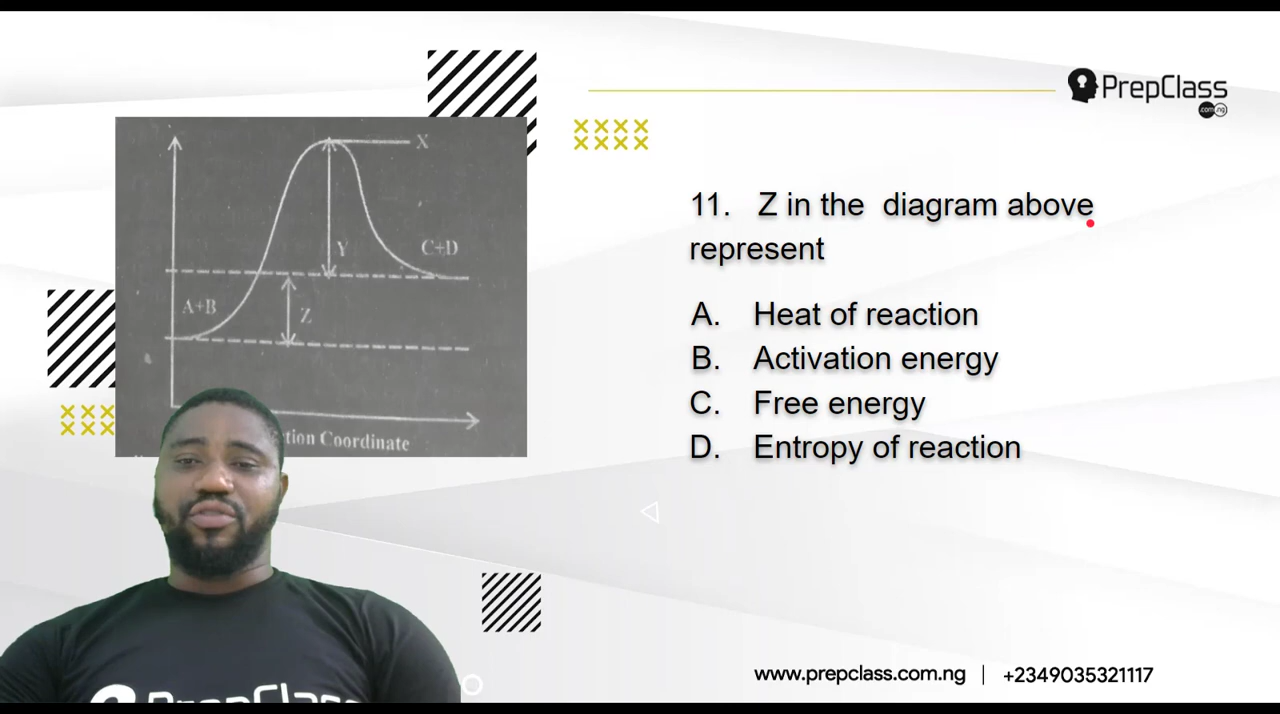 PrepClass
.com.ng
X
Y
C+D
A+B
Z
tion Coordinate
11. Z in the diagram above
represent
A. Heat of reaction
B. Activation energy
C. Free energy
D. Entropy of reaction
PrepClass
www.prepclass.com.ng | +2349035321117